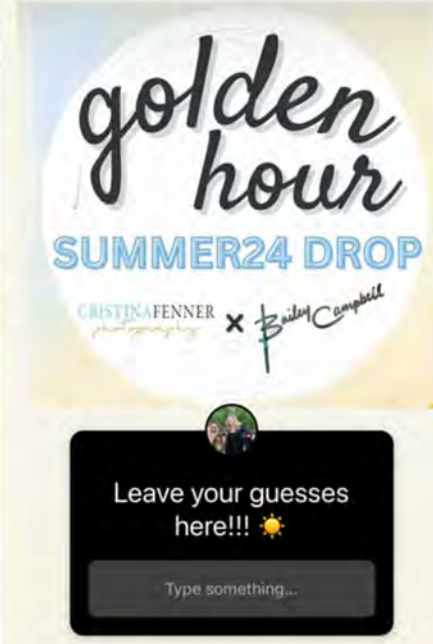 golden
hour
SUMMER24 DROP
CRISTINAFENNER × Bailey Campbell
photography
Leave your guesses
here!!! ☀️
Type something...